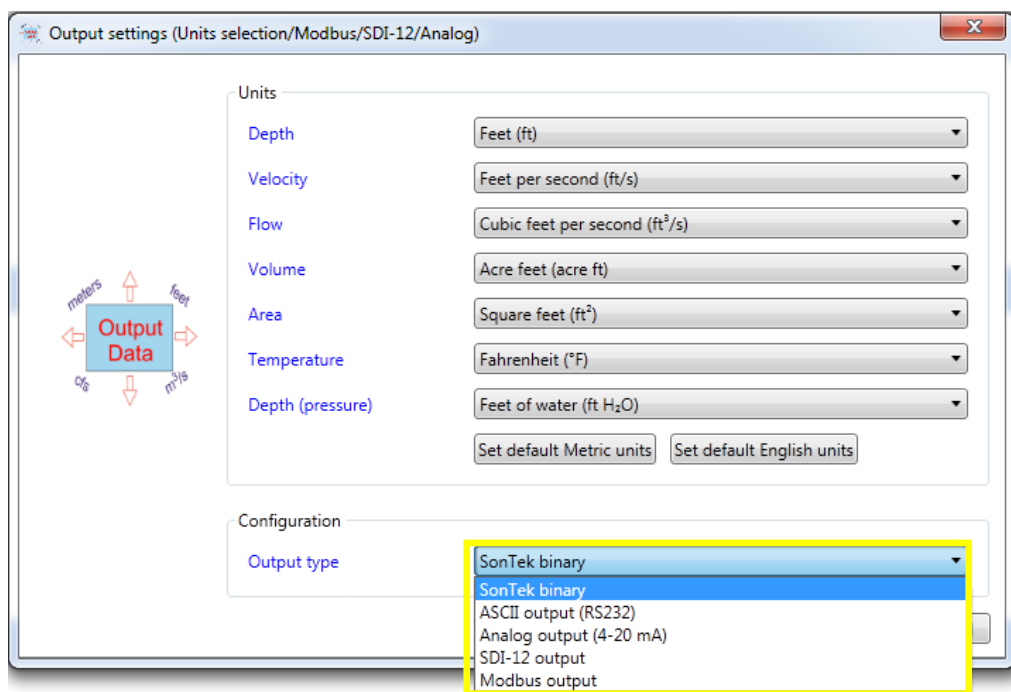 Output settings (Units selection/Modbus/SDI-12/Analog)
Units
Depth Feet (ft)
Velocity Feet per second (ft/s)
Flow Cubic feet per second (ft³/s)
Volume Acre feet (acre ft)
Area Square feet (ft²)
Temperature Fahrenheit (°F)
Depth (pressure) Feet of water (ft H₂O)
Set default Metric units Set default English units
meters feet
Output
Data
cfs m³/s
Configuration
Output type SonTek binary
SonTek binary
ASCII output (RS232)
Analog output (4-20 mA)
SDI-12 output
Modbus output